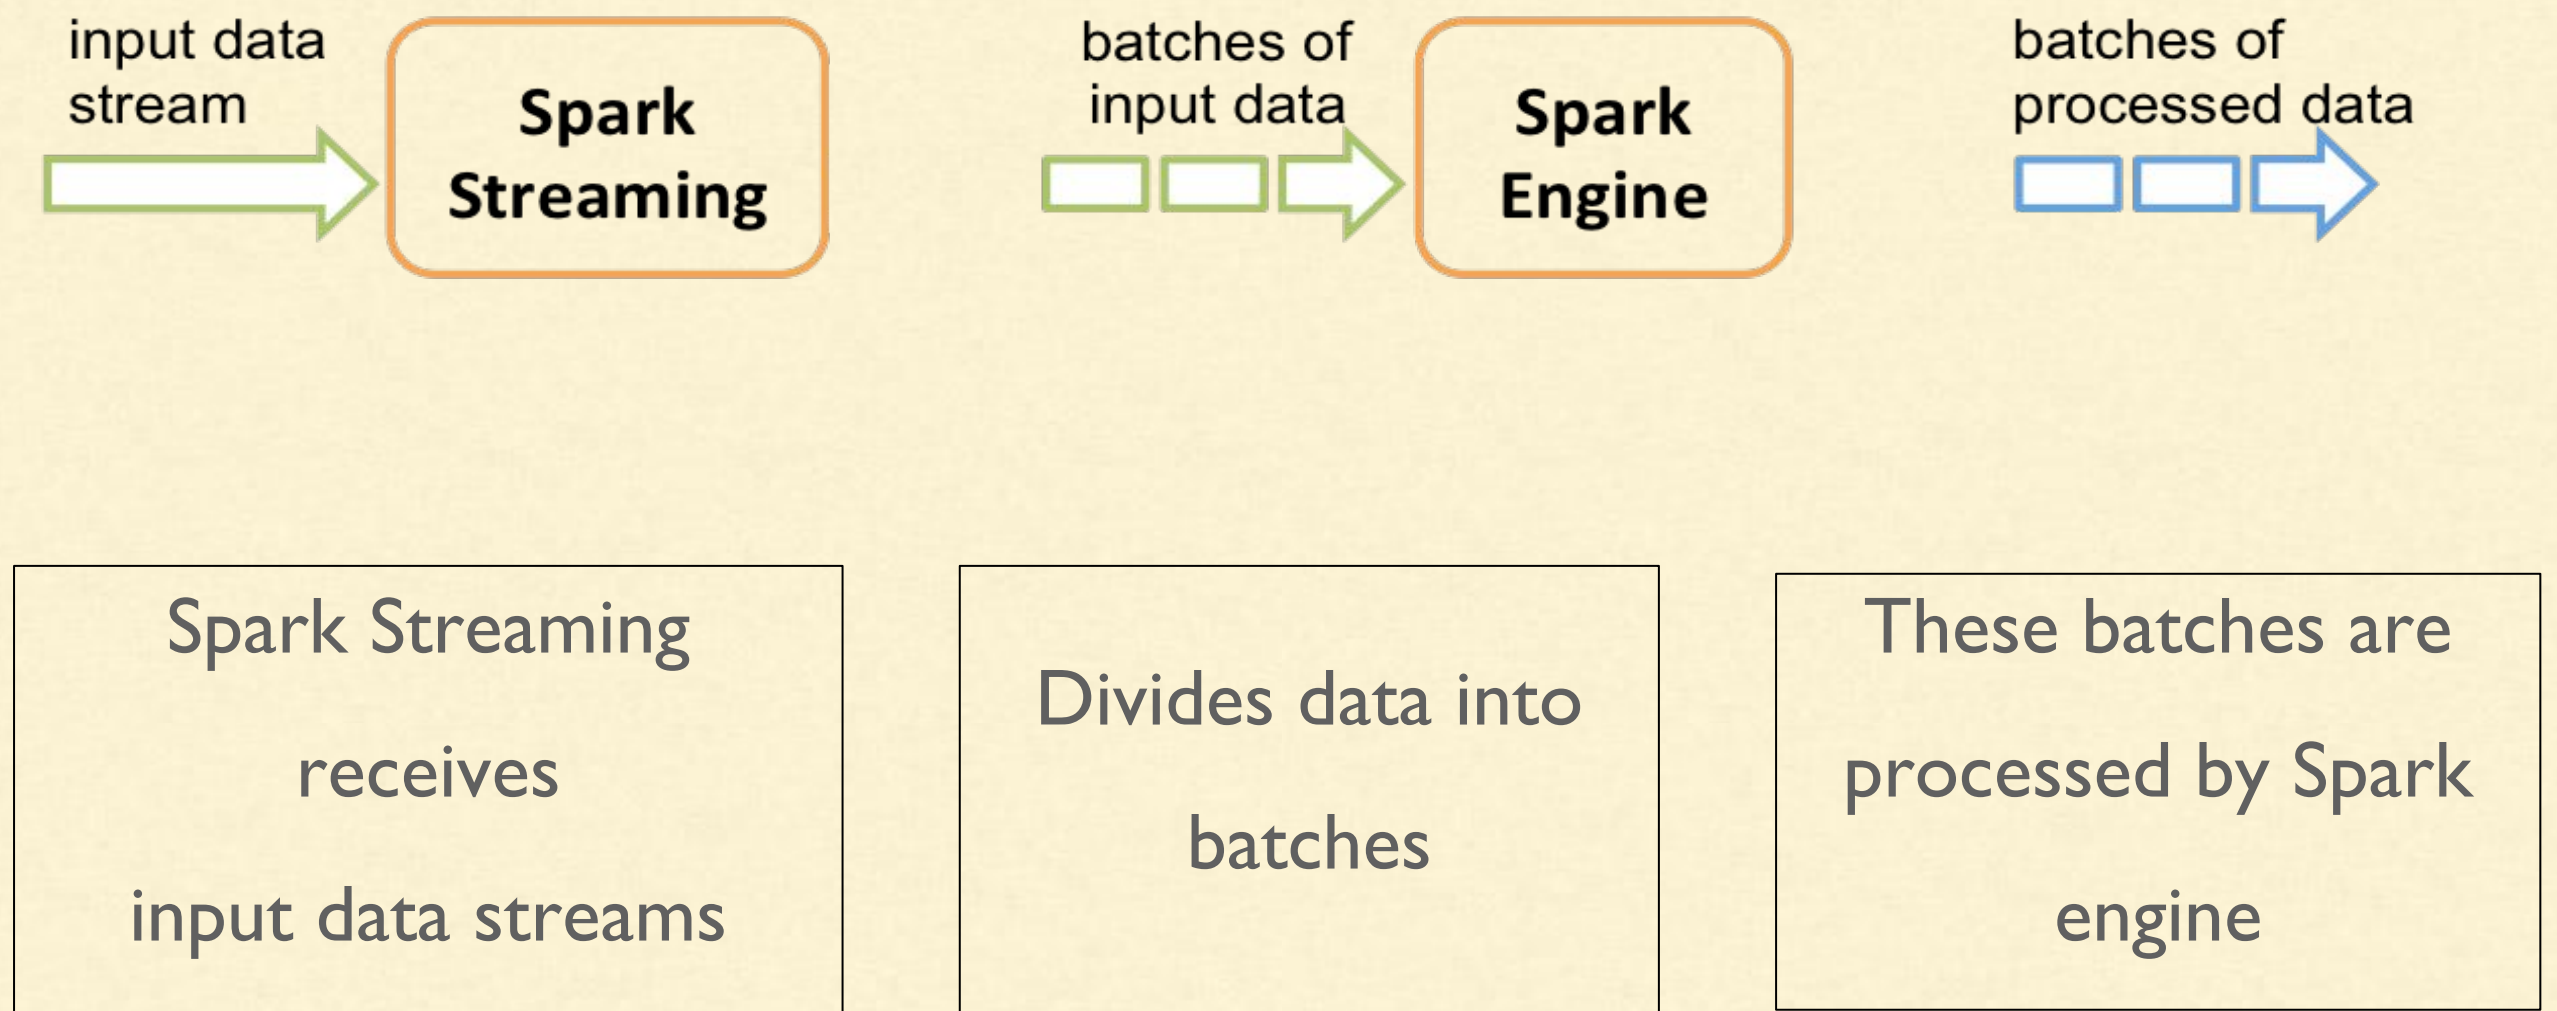 input data
stream
Spark
Streaming
batches of
input data
Spark
Engine
batches of
processed data
Spark Streaming
receives
input data streams
Divides data into
batches
These batches are
processed by Spark
engine